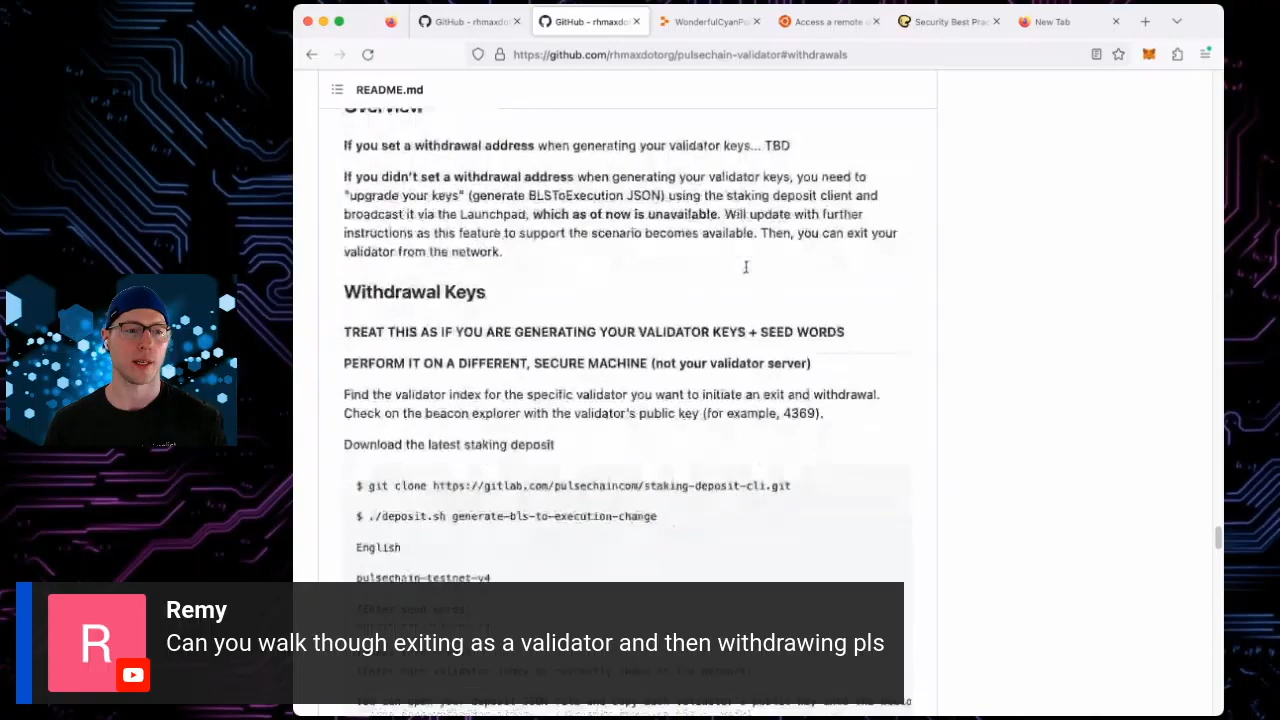 GitHub - rhmaxdo
GitHub - rhmaxdo
WonderfulCyanPo
Access a remote
Security Best Prac
New Tab
https://github.com/rhmaxdotorg/pulsechain-validator#withdrawals
README.md
Overview
If you set a withdrawal address when generating your validator keys... TBD
If you didn't set a withdrawal address when generating your validator keys, you need to
"upgrade your keys" (generate BLSToExecution JSON) using the staking deposit client and
broadcast it via the Launchpad, which as of now is unavailable. Will update with further
instructions as this feature to support the scenario becomes available. Then, you can exit your
validator from the network.
Withdrawal Keys
TREAT THIS AS IF YOU ARE GENERATING YOUR VALIDATOR KEYS + SEED WORDS
PERFORM IT ON A DIFFERENT, SECURE MACHINE (not your validator server)
Find the validator index for the specific validator you want to initiate an exit and withdrawal.
Check on the beacon explorer with the validator's public key (for example, 4369).
Download the latest staking deposit
$ git clone https://gitlab.com/pulsechaincom/staking-deposit-cli.git
$ ./deposit.sh generate-bls-to-execution-change
English
pulsechain-testnet-v4
R
Remy
Can you walk though exiting as a validator and then withdrawing pls